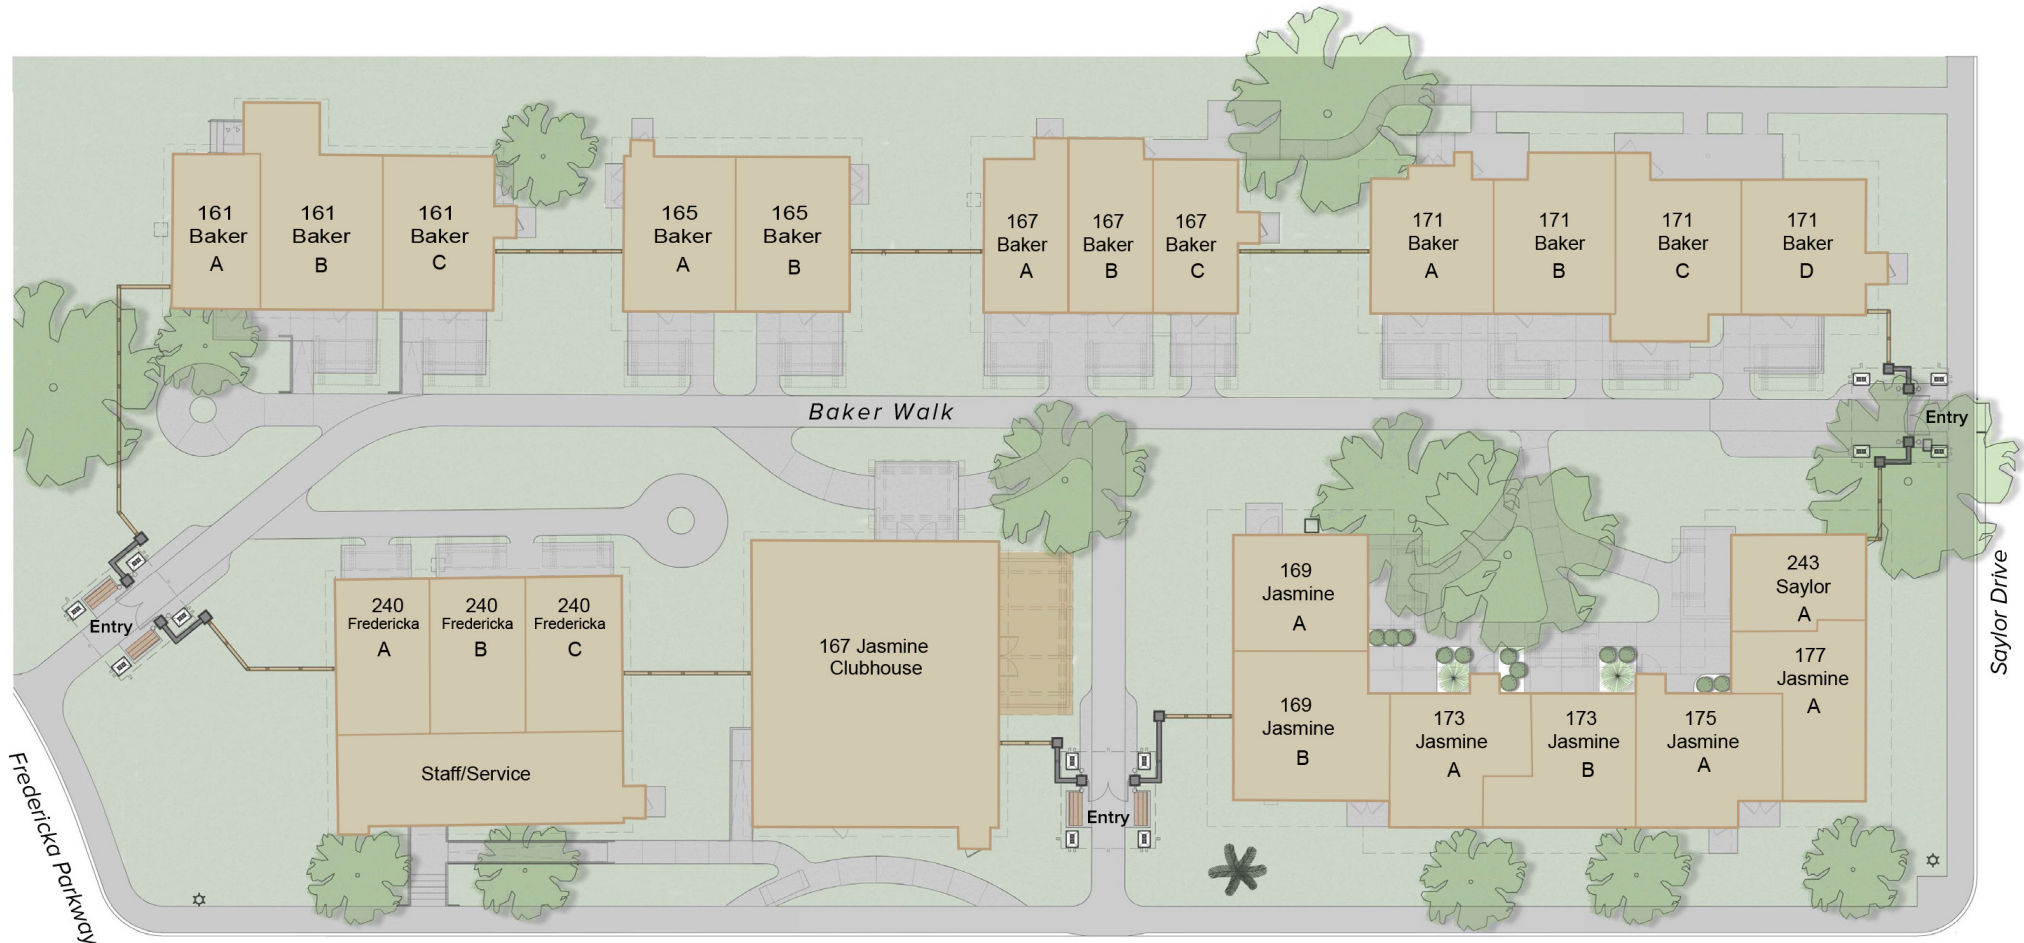 161
Baker
A
161
Baker
B
161
Baker
C
165
Baker
A
165
Baker
B
167
Baker
A
167
Baker
B
167
Baker
C
171
Baker
A
171
Baker
B
171
Baker
C
171
Baker
D
Baker Walk
Entry
Entry
240
Fredericka
A
240
Fredericka
B
240
Fredericka
C
Staff/Service
167 Jasmine
Clubhouse
Entry
169
Jasmine
A
169
Jasmine
B
173
Jasmine
A
173
Jasmine
B
175
Jasmine
A
243
Saylor
A
177
Jasmine
A
Saylor Drive
Fredericka Parkway